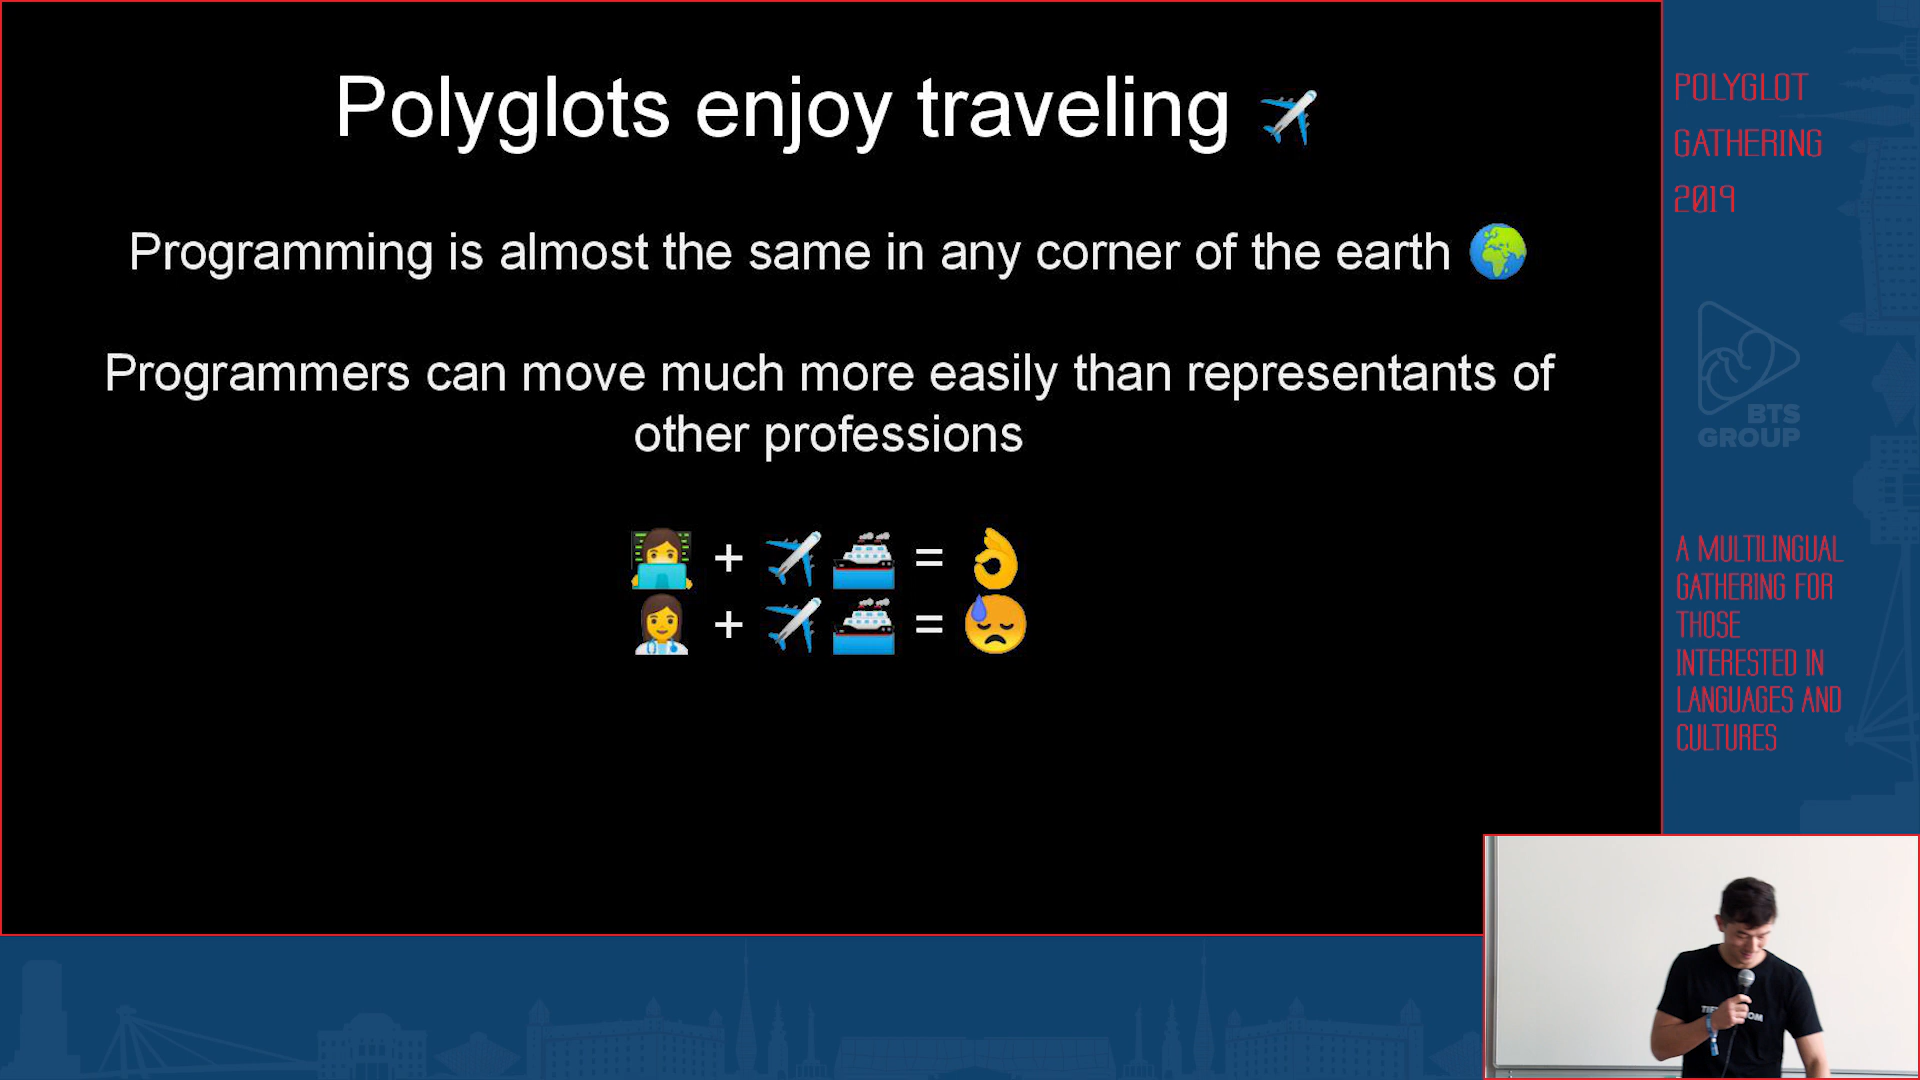 Polyglots enjoy traveling ✈️
Programming is almost the same in any corner of the earth 🌍
Programmers can move much more easily than representants of
other professions
👩‍💻 + ✈️🛳️ = 👌
👩‍⚕️ + ✈️🛳️ = 😓
POLYGLOT
GATHERING
2019
BTS
GROUP
A MULTILINGUAL
GATHERING FOR
THOSE
INTERESTED IN
LANGUAGES AND
CULTURES